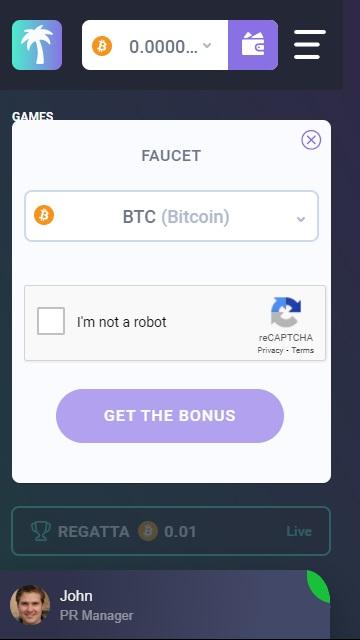 0.0000...
GAMES
FAUCET
BTC (Bitcoin)
I'm not a robot
reCAPTCHA
Privacy - Terms
GET THE BONUS
REGATTA 0.01 Live
John
PR Manager